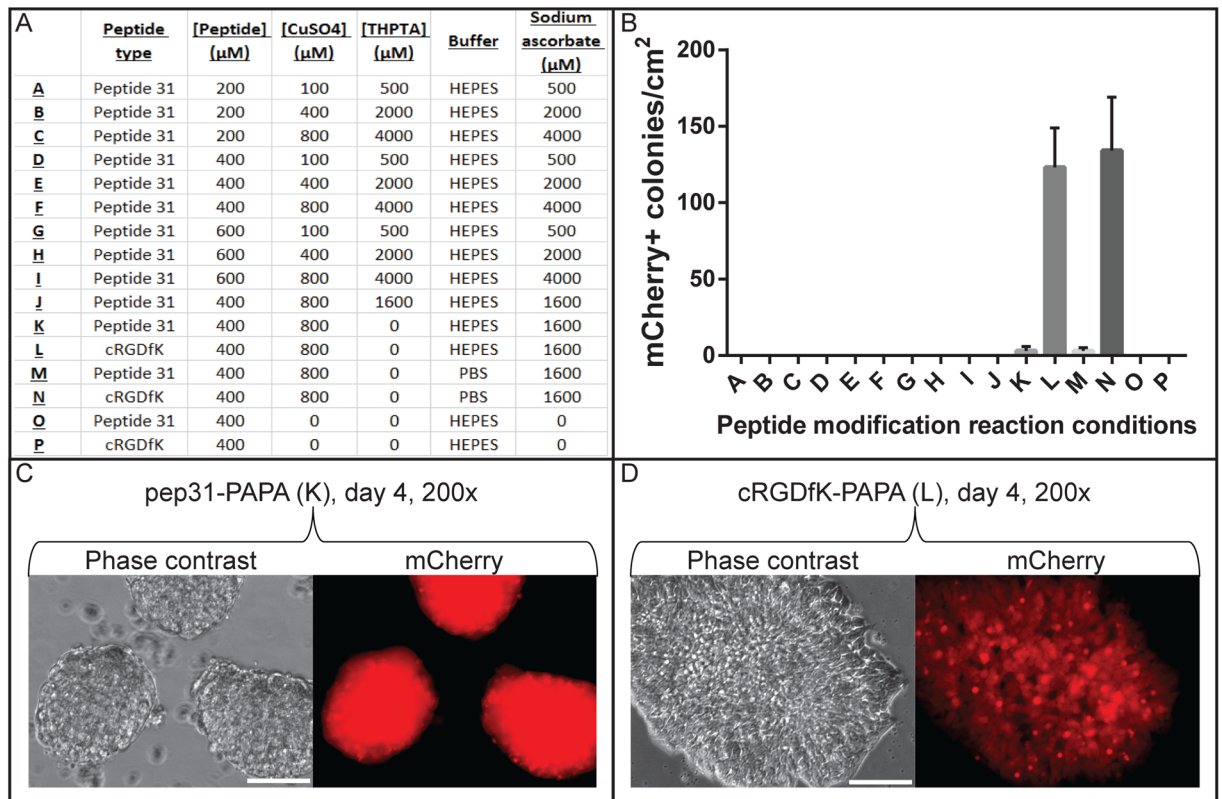 A
Peptide type [Peptide] (µM) [CuSO4] (µM) [THPTA] (µM) Buffer Sodium ascorbate (µM)
A Peptide 31 200 100 500 HEPES 500
B Peptide 31 200 400 2000 HEPES 2000
C Peptide 31 200 800 4000 HEPES 4000
D Peptide 31 400 100 500 HEPES 500
E Peptide 31 400 400 2000 HEPES 2000
F Peptide 31 400 800 4000 HEPES 4000
G Peptide 31 600 100 500 HEPES 500
H Peptide 31 600 400 2000 HEPES 2000
I Peptide 31 600 800 4000 HEPES 4000
J Peptide 31 400 800 1600 HEPES 1600
K Peptide 31 400 800 0 HEPES 1600
L cRGDfK 400 800 0 HEPES 1600
M Peptide 31 400 800 0 PBS 1600
N cRGDfK 400 800 0 PBS 1600
O Peptide 31 400 0 0 HEPES 0
P cRGDfK 400 0 0 HEPES 0
B
mCherry+ colonies/cm²
200
150
100
50
0
A B C D E F G H I J K L M N O P
Peptide modification reaction conditions
C
pep31-PAPA (K), day 4, 200x
Phase contrast mCherry
D
cRGDfK-PAPA (L), day 4, 200x
Phase contrast mCherry